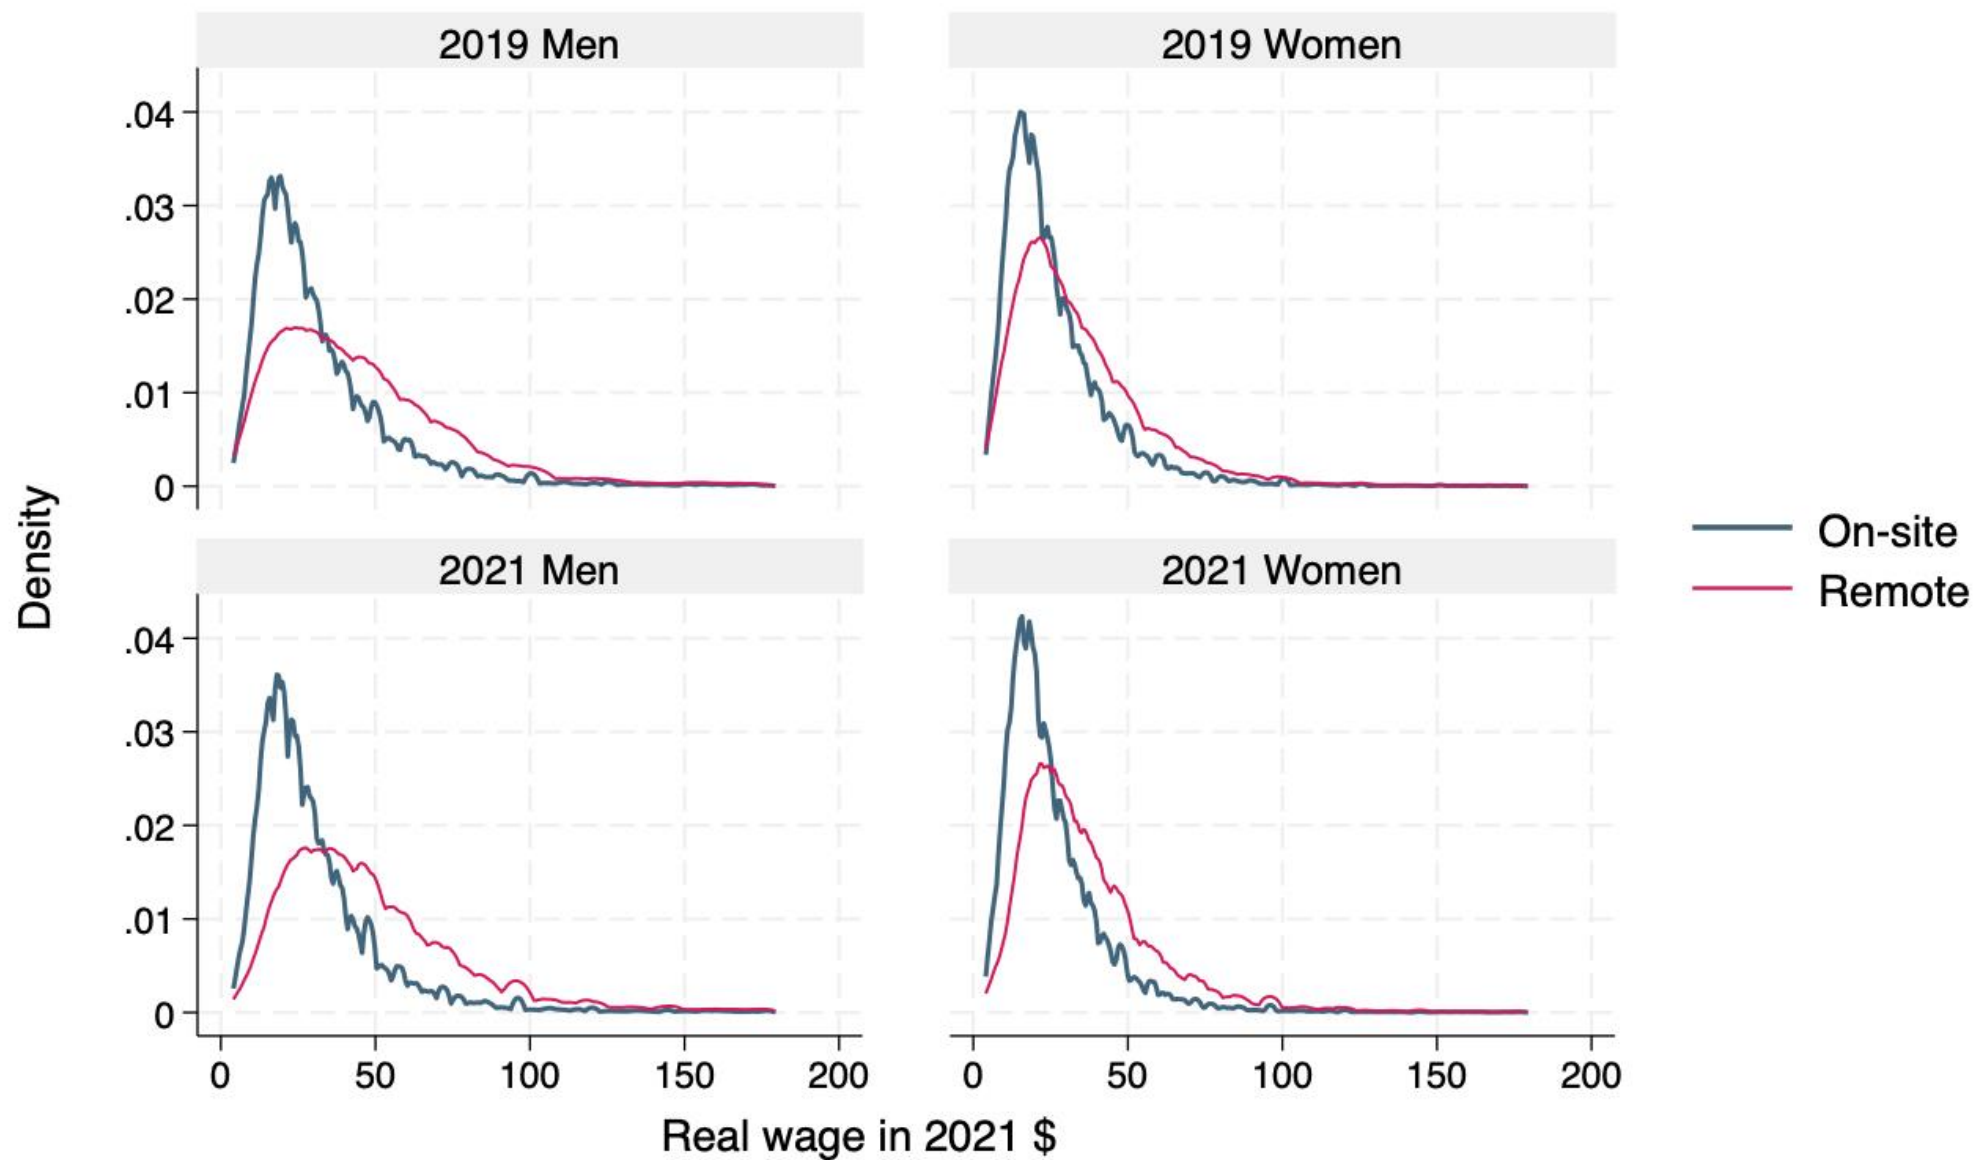 2019 Men
2019 Women
.04
.03
.02
.01
0
2021 Men
2021 Women
.04
.03
.02
.01
0
0 50 100 150 200
0 50 100 150 200
Density
Real wage in 2021 $
On-site
Remote